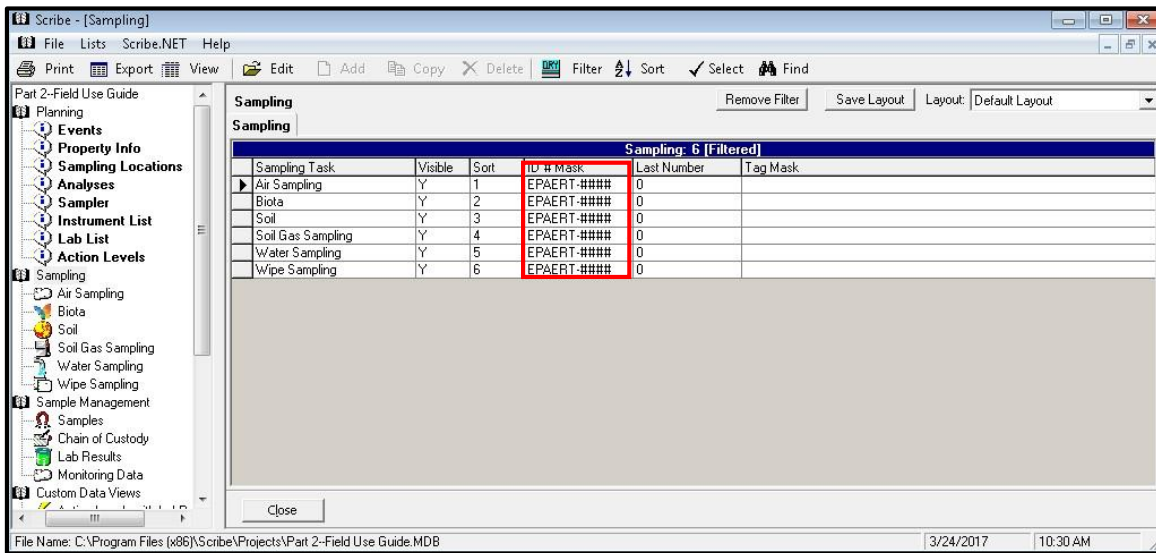 Scribe - [Sampling]
File Lists Scribe.NET Help
Print Export View Edit Add Copy Delete QRY Filter Sort Select Find
Part 2--Field Use Guide
Planning
Events
Property Info
Sampling Locations
Analyses
Sampler
Instrument List
Lab List
Action Levels
Sampling
Air Sampling
Biota
Soil
Soil Gas Sampling
Water Sampling
Wipe Sampling
Sample Management
Samples
Chain of Custody
Lab Results
Monitoring Data
Custom Data Views
Sampling Remove Filter Save Layout Layout: Default Layout
Sampling
Sampling: 6 [Filtered]
Sampling Task Visible Sort ID # Mask Last Number Tag Mask
Air Sampling Y 1 EPAERT-#### 0
Biota Y 2 EPAERT-#### 0
Soil Y 3 EPAERT-#### 0
Soil Gas Sampling Y 4 EPAERT-#### 0
Water Sampling Y 5 EPAERT-#### 0
Wipe Sampling Y 6 EPAERT-#### 0
Close
File Name: C:\Program Files (x86)\Scribe\Projects\Part 2--Field Use Guide.MDB 3/24/2017 10:30 AM